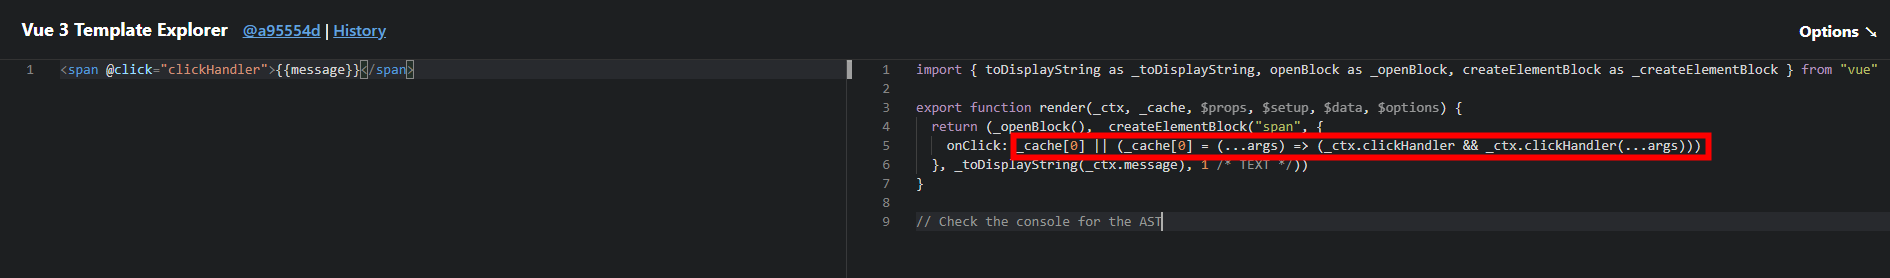 Vue 3 Template Explorer @a95554d | History
Options ↘
1 <span @click="clickHandler">{{message}}</span>
1 import { toDisplayString as _toDisplayString, openBlock as _openBlock, createElementBlock as _createElementBlock } from "vue"
2
3 export function render(_ctx, _cache, $props, $setup, $data, $options) {
4 return (_openBlock(), _createElementBlock("span", {
5 onClick: _cache[0] || (_cache[0] = (...args) => (_ctx.clickHandler && _ctx.clickHandler(...args)))
6 }, _toDisplayString(_ctx.message), 1 /* TEXT */))
7 }
8
9 // Check the console for the AST